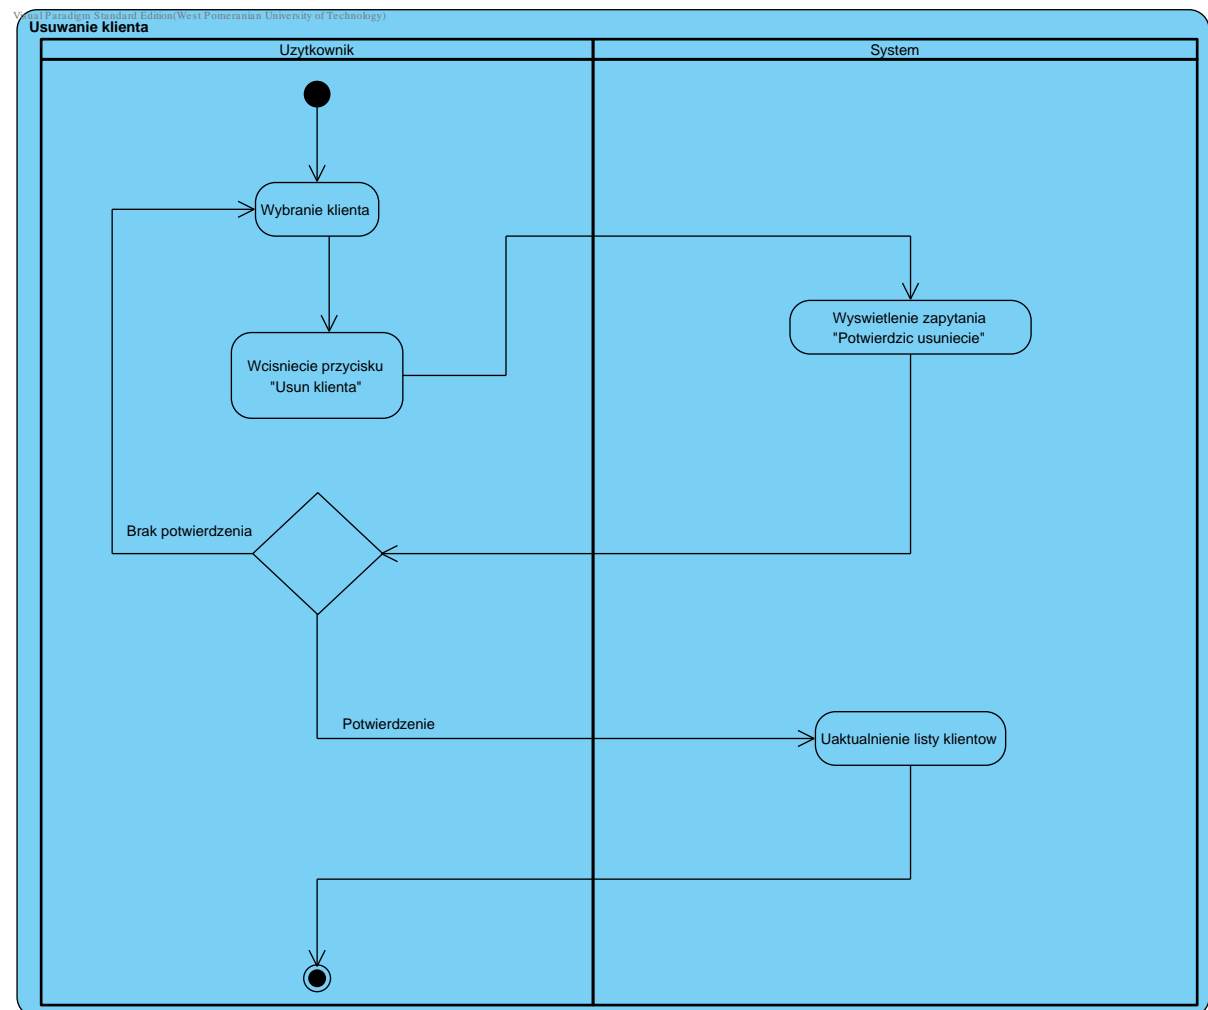 Visual Paradigm Standard Edition(West Pomeranian University of Technology)
Usuwanie klienta
Uzytkownik
System
Wybranie klienta
Wyswietlenie zapytania
"Potwierdzic usuniecie"
Wcisniecie przycisku
"Usun klienta"
Brak potwierdzenia
Potwierdzenie
Uaktualnienie listy klientow